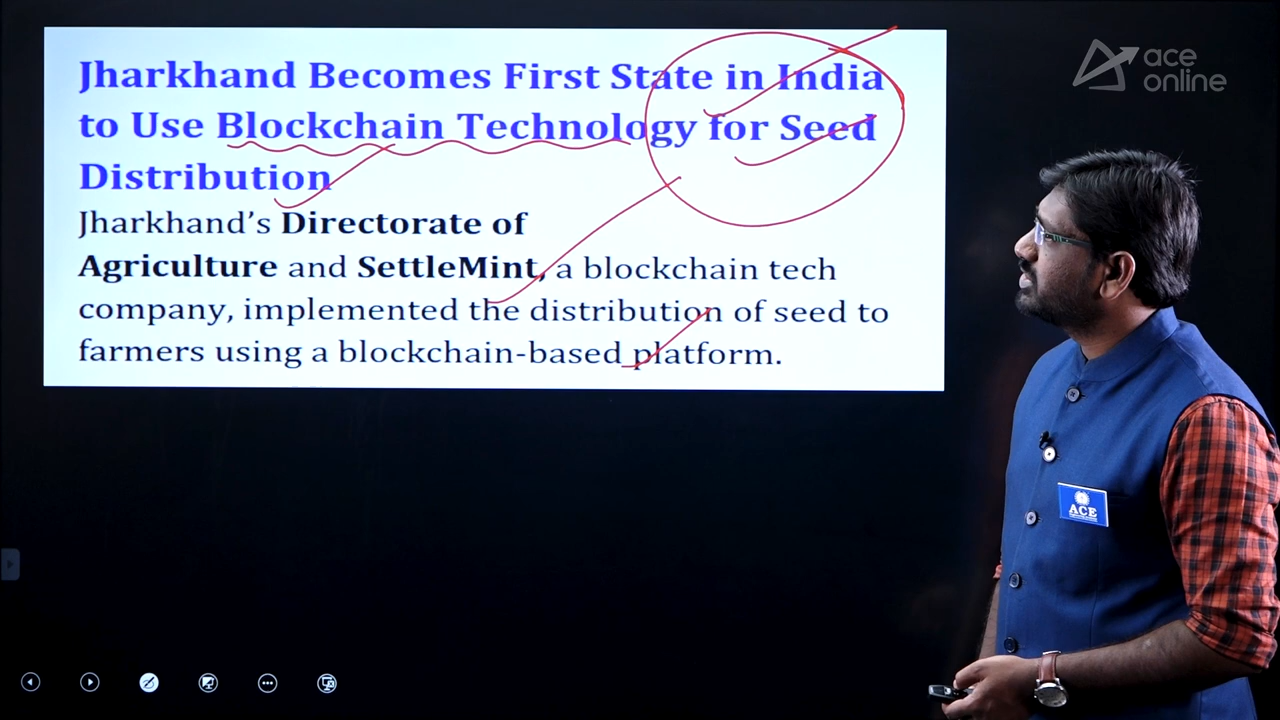 Jharkhand Becomes First State in India
to Use Blockchain Technology for Seed
Distribution
Jharkhand's Directorate of
Agriculture and SettleMint, a blockchain tech
company, implemented the distribution of seed to
farmers using a blockchain-based platform.
ace
online
ACE